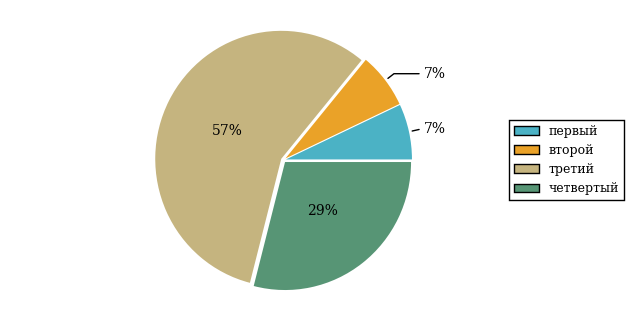 7%
57%
7%
29%
первый
второй
третий
четвертый